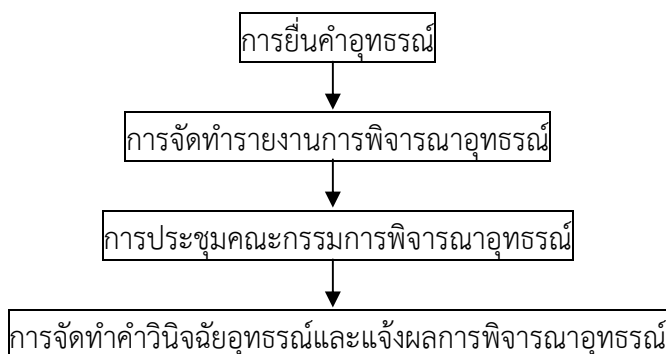 การยื่นคำอุทธรณ์
การจัดทำรายงานการพิจารณาอุทธรณ์
การประชุมคณะกรรมการพิจารณาอุทธรณ์
การจัดทำคำวินิจฉัยอุทธรณ์และแจ้งผลการพิจารณาอุทธรณ์